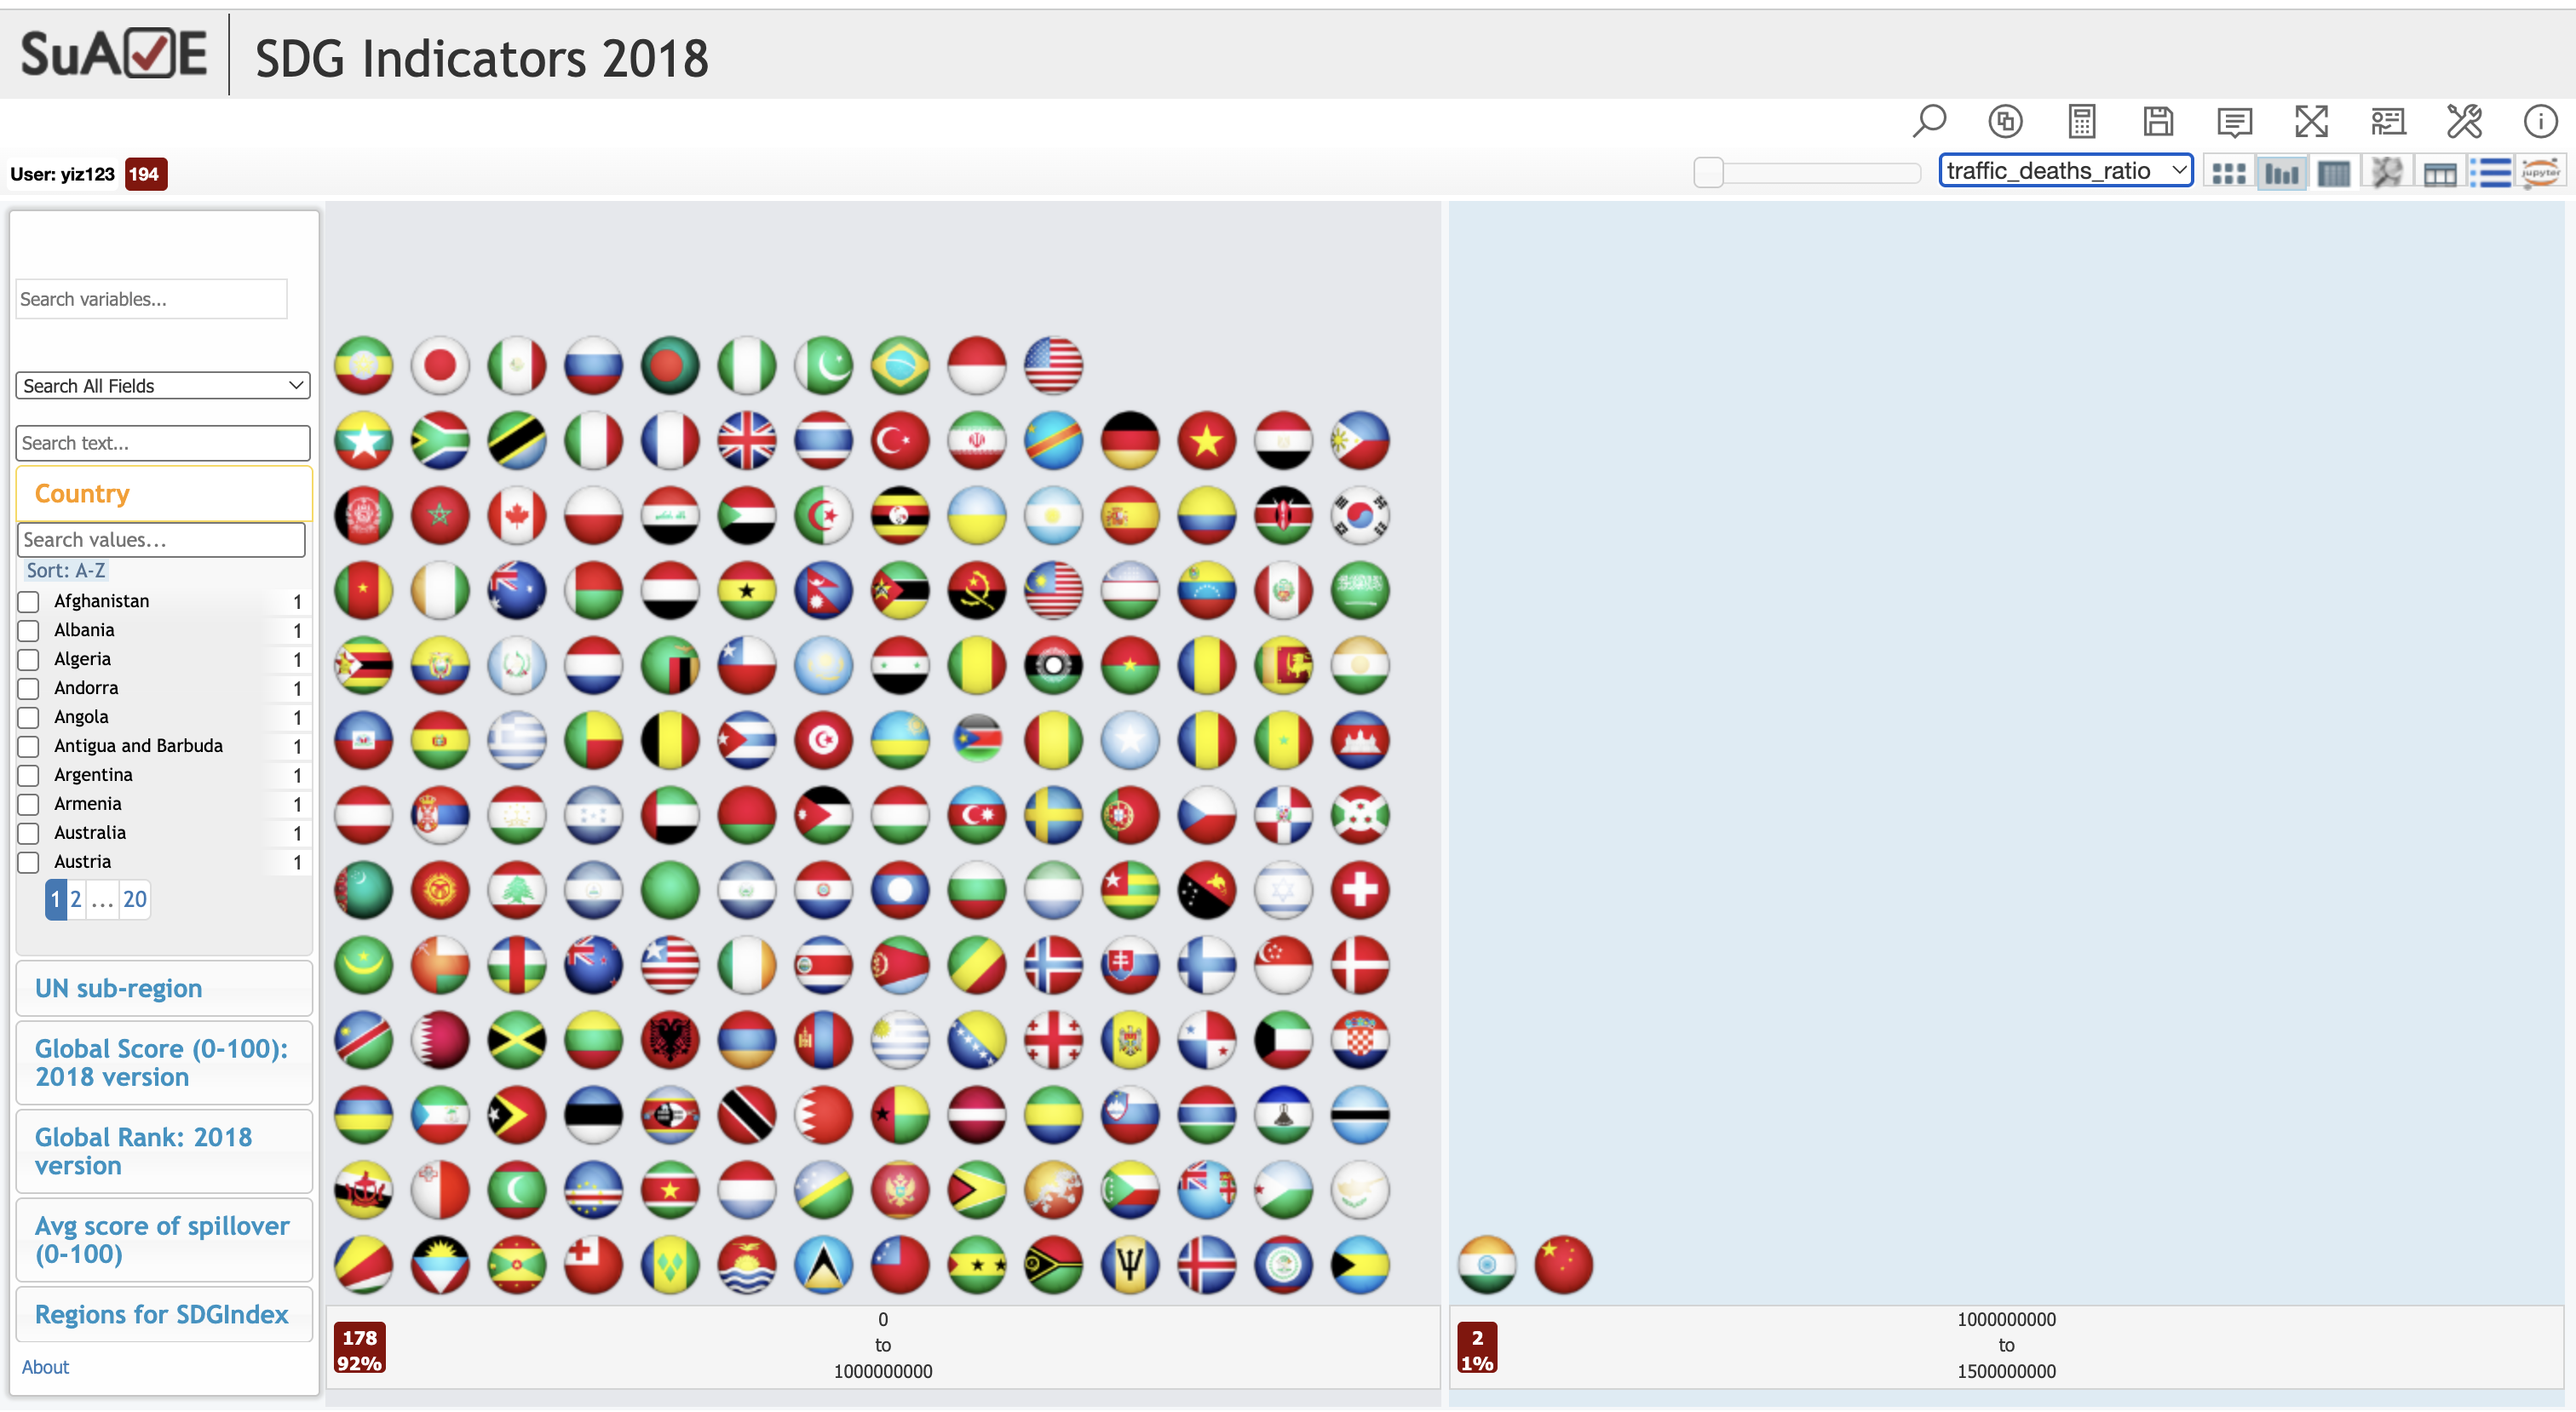 SuAVE SDG Indicators 2018
User: yiz123 194
traffic_deaths_ratio
jupyter
Search variables...
Search All Fields
Search text...
Country
Search values...
Sort: A-Z
Afghanistan 1
Albania 1
Algeria 1
Andorra 1
Angola 1
Antigua and Barbuda 1
Argentina 1
Armenia 1
Australia 1
Austria 1
1 2 ... 20
UN sub-region
Global Score (0-100):
2018 version
Global Rank: 2018
version
Avg score of spillover
(0-100)
Regions for SDGIndex
About
178
92%
0
to
1000000000
2
1%
1000000000
to
1500000000